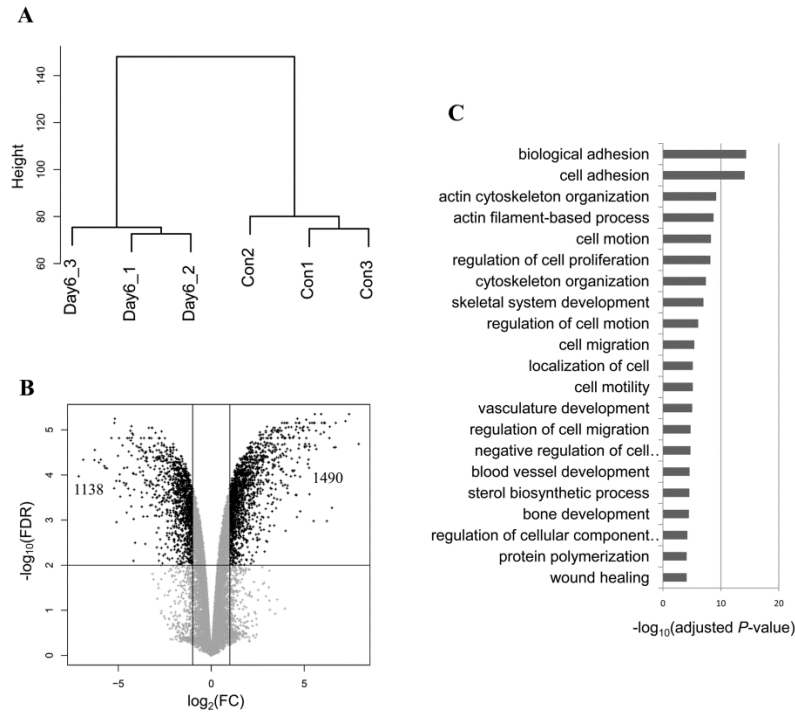 A
Height
140
120
100
80
60
Day6_3
Day6_1
Day6_2
Con2
Con1
Con3
B
-log10(FDR)
5
4
3
2
1
0
1138
1490
-5
0
5
log2(FC)
C
biological adhesion
cell adhesion
actin cytoskeleton organization
actin filament-based process
cell motion
regulation of cell proliferation
cytoskeleton organization
skeletal system development
regulation of cell motion
cell migration
localization of cell
cell motility
vasculature development
regulation of cell migration
negative regulation of cell..
blood vessel development
sterol biosynthetic process
bone development
regulation of cellular component..
protein polymerization
wound healing
0
10
20
-log10(adjusted P-value)